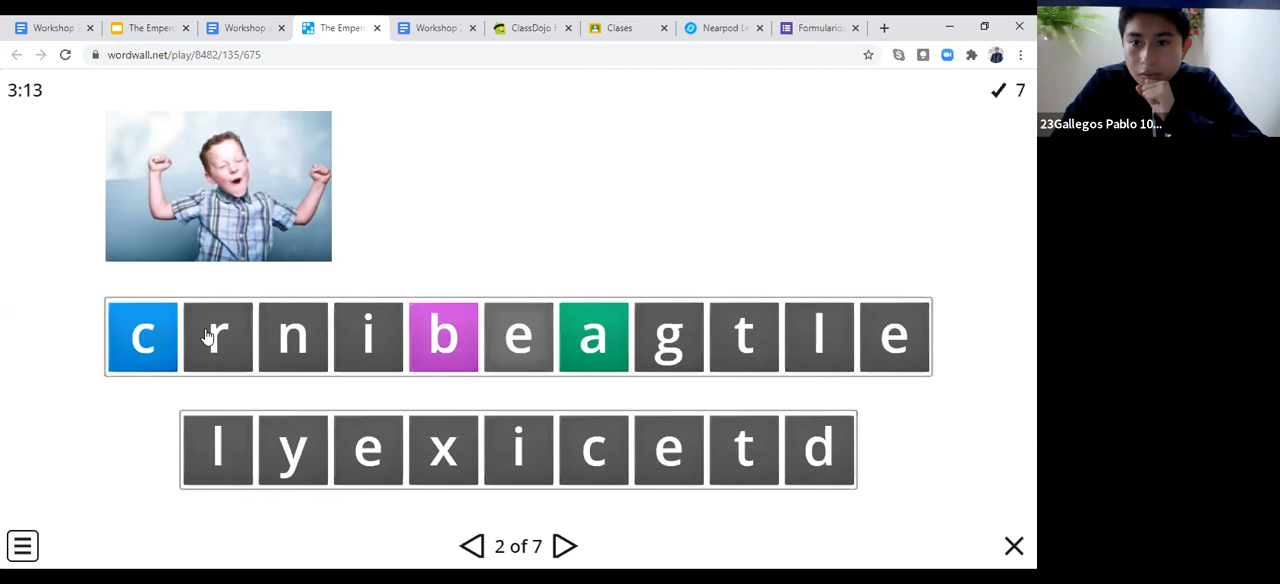 Workshop The Emper Workshop The Emper Workshop ClassDojo Clases Nearpod Le Formulario
wordwall.net/play/8482/135/675
3:13
7
23Gallegos Pablo 10...
c r n i b e a g t l e
l y e x i c e t d
2 of 7